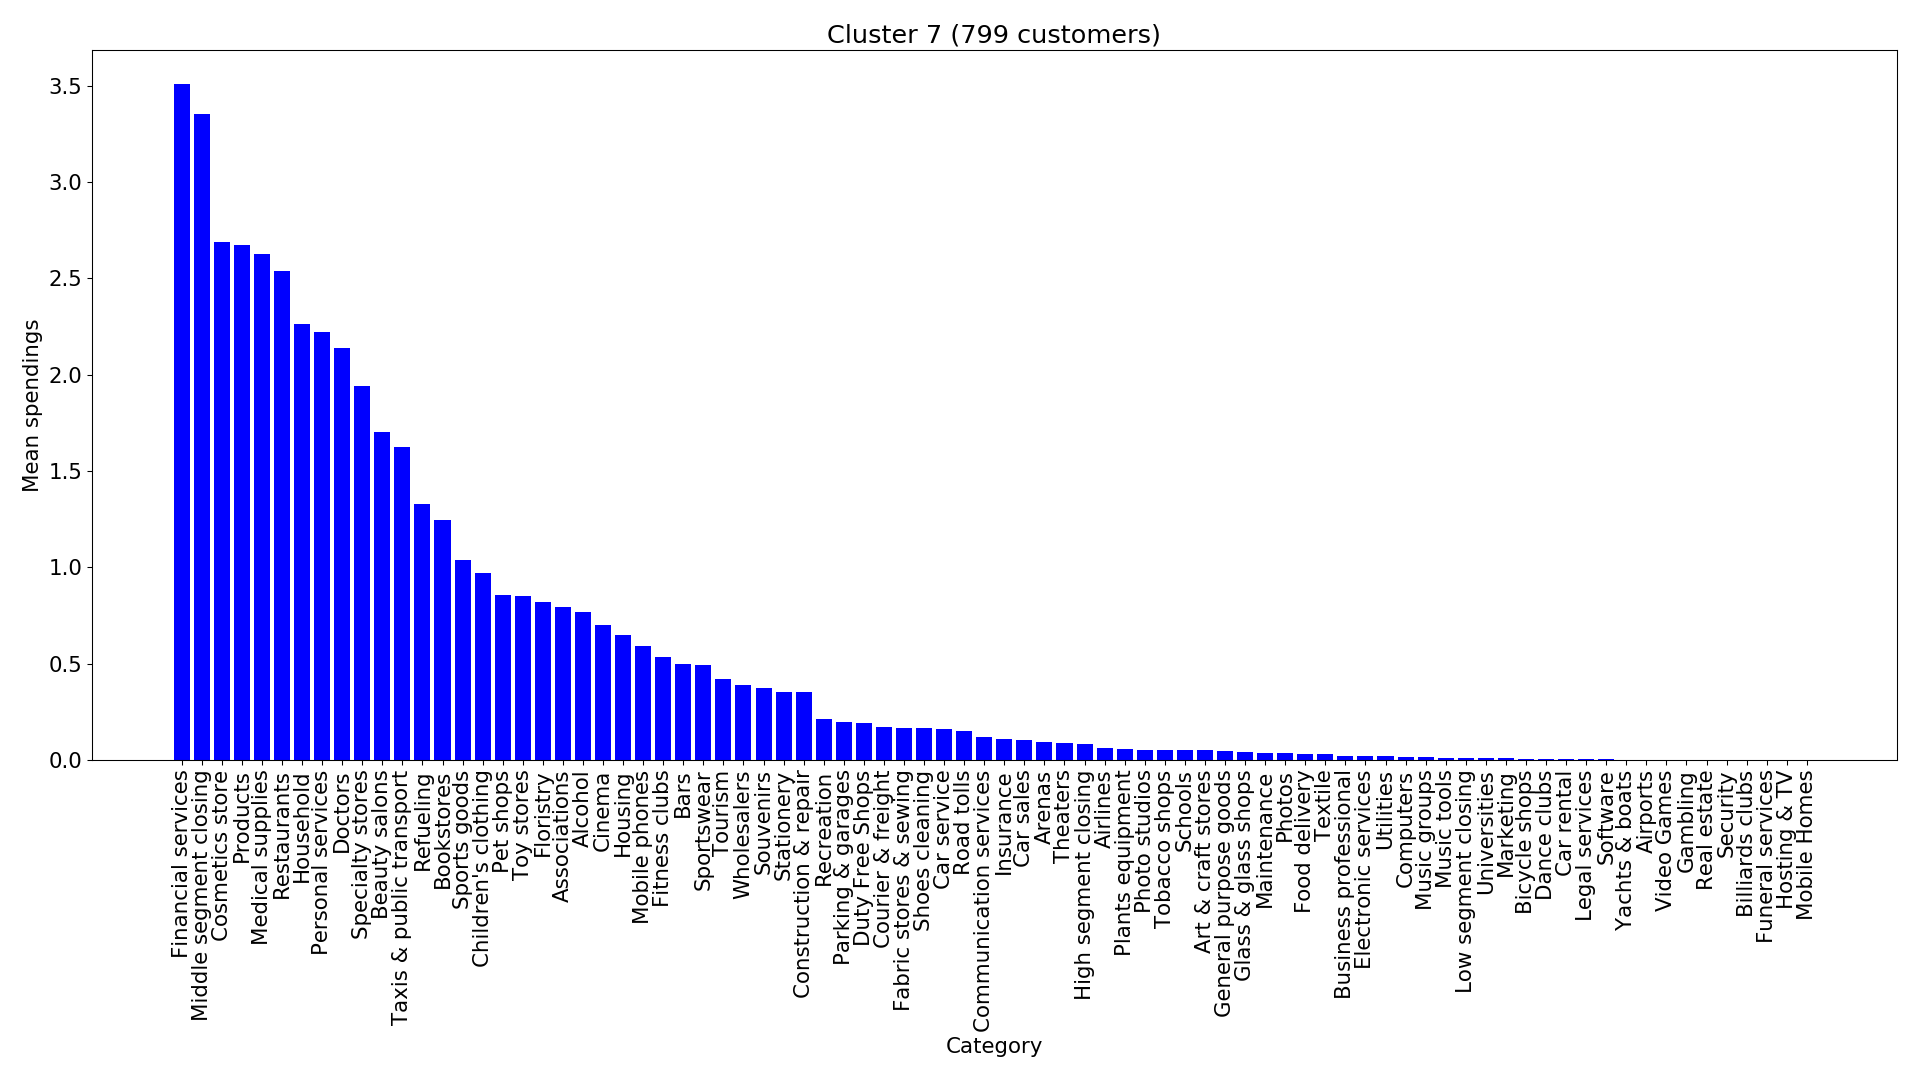 Cluster 7 (799 customers)
Mean spendings
3.5
3.0
2.5
2.0
1.5
1.0
0.5
0.0
Financial services
Middle segment closing
Cosmetics store
Products
Medical supplies
Restaurants
Household
Personal services
Doctors
Specialty stores
Beauty salons
Taxis & public transport
Refueling
Bookstores
Sports goods
Children's clothing
Pet shops
Toy stores
Floristry
Associations
Alcohol
Cinema
Housing
Mobile phones
Fitness clubs
Bars
Sportswear
Tourism
Wholesalers
Souvenirs
Stationery
Construction & repair
Recreation
Parking & garages
Duty Free Shops
Courier & freight
Fabric stores & sewing
Shoes cleaning
Car service
Road tolls
Communication services
Insurance
Car sales
Arenas
Theaters
High segment closing
Airlines
Plants equipment
Photo studios
Tobacco shops
Schools
Art & craft stores
General purpose goods
Glass & glass shops
Maintenance
Photos
Food delivery
Textile
Business professional
Electronic services
Utilities
Computers
Music groups
Music tools
Low segment closing
Universities
Marketing
Bicycle shops
Dance clubs
Car rental
Legal services
Software
Yachts & boats
Airports
Video Games
Gambling
Real estate
Security
Billiards clubs
Funeral services
Hosting & TV
Mobile Homes
Category